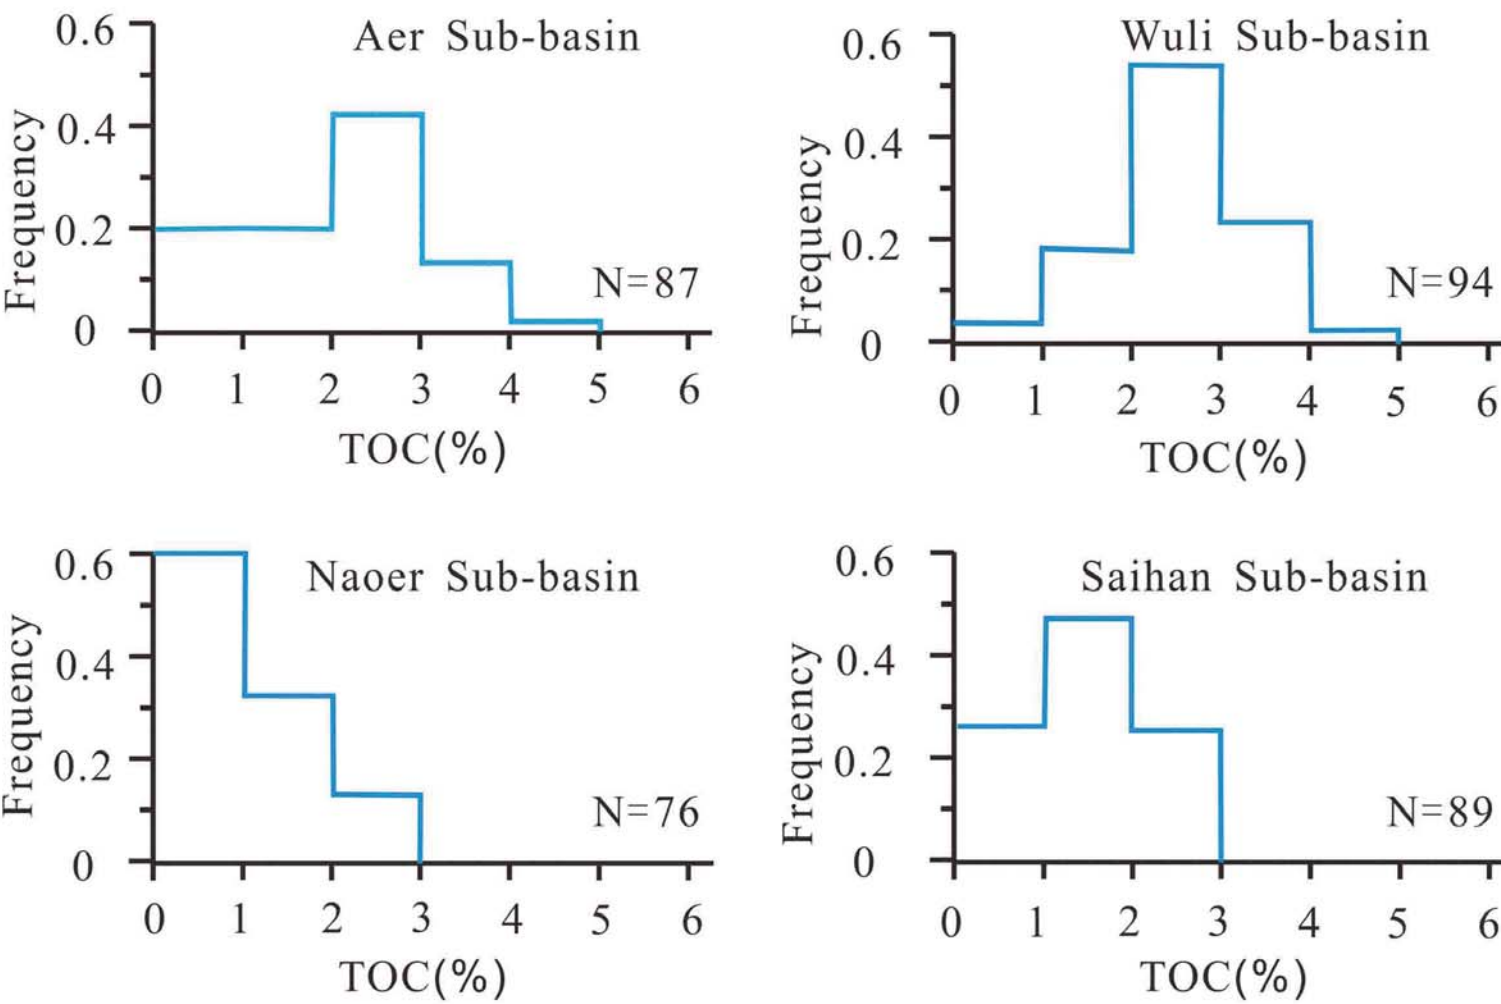 Aer Sub-basin
Frequency
0.6
0.4
0.2
0
N=87
0 1 2 3 4 5 6
TOC(%)
Wuli Sub-basin
Frequency
0.6
0.4
0.2
0
N=94
0 1 2 3 4 5 6
TOC(%)
Naoer Sub-basin
Frequency
0.6
0.4
0.2
0
N=76
0 1 2 3 4 5 6
TOC(%)
Saihan Sub-basin
Frequency
0.6
0.4
0.2
0
N=89
0 1 2 3 4 5 6
TOC(%)